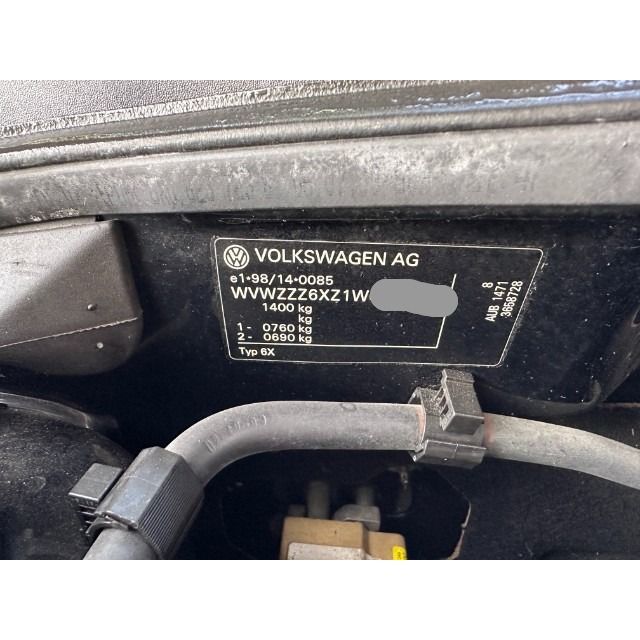 VOLKSWAGEN AG
e1*98/14*0085
WVWZZZ6XZ1W
1400 kg
kg
1- 0760 kg
2- 0690 kg
Typ 6X
8
AUB 1471
3658728